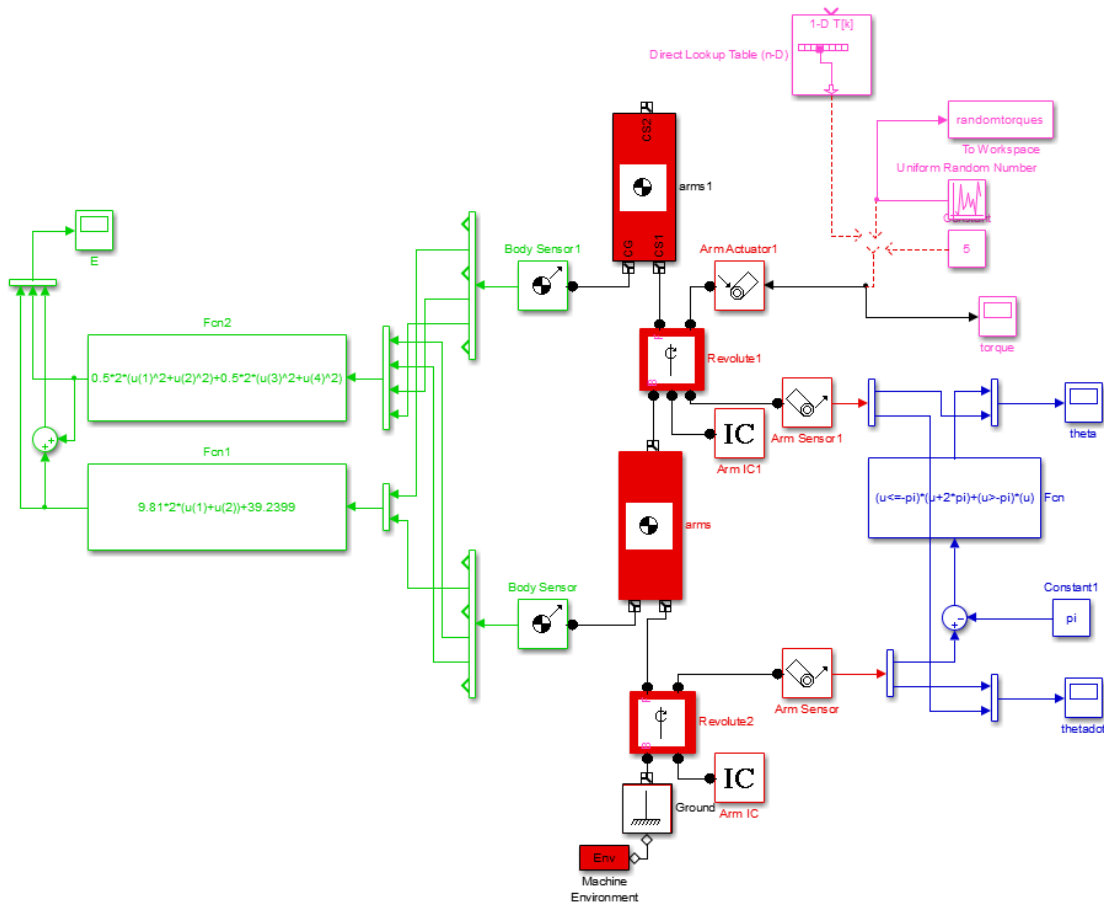 1-D T[k]
Direct Lookup Table (n-D)
randomtorques
To Workspace
Uniform Random Number
Constant
5
CS2
arms1
CG
CS1
Body Sensor1
Arm Actuator1
E
torque
Fcn2
0.5*2*(u(1)^2+u(2)^2)+0.5*2*(u(3)^2+u(4)^2)
F
B
Revolute1
IC
Arm IC1
Arm Sensor1
theta
Fcn1
9.81*2*(u(1)+u(2))+39.2399
(u<=-pi)*(u+2*pi)+(u>-pi)*(u)
Fcn
arms
Body Sensor
Constant1
pi
Arm Sensor
thetadot
F
B
Revolute2
IC
Arm IC
Ground
Env
Machine
Environment